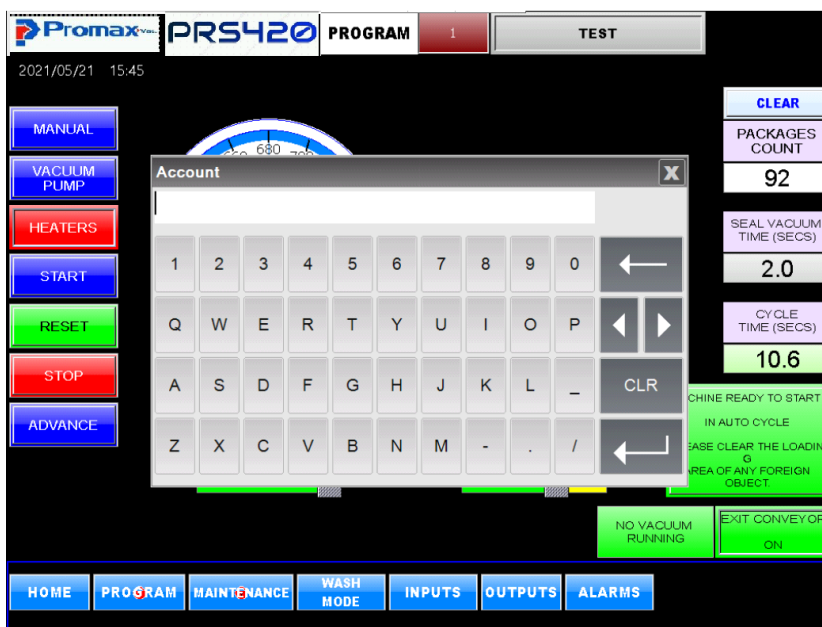 Promax
PRS420
PROGRAM
1
TEST
2021/05/21 15:45
MANUAL
VACUUM
PUMP
HEATERS
START
RESET
STOP
ADVANCE
680
Account
X
1 2 3 4 5 6 7 8 9 0
Q W E R T Y U I O P
A S D F G H J K L _ CLR
Z X C V B N M - . /
CLEAR
PACKAGES
COUNT
92
SEAL VACUUM
TIME (SECS)
2.0
CYCLE
TIME (SECS)
10.6
CHINE READY TO START
IN AUTO CYCLE
EASE CLEAR THE LOADIN
G
AREA OF ANY FOREIGN
OBJECT.
NO VACUUM
RUNNING
EXIT CONVEYOR
ON
HOME
PROGRAM
MAINTENANCE
WASH
MODE
INPUTS
OUTPUTS
ALARMS